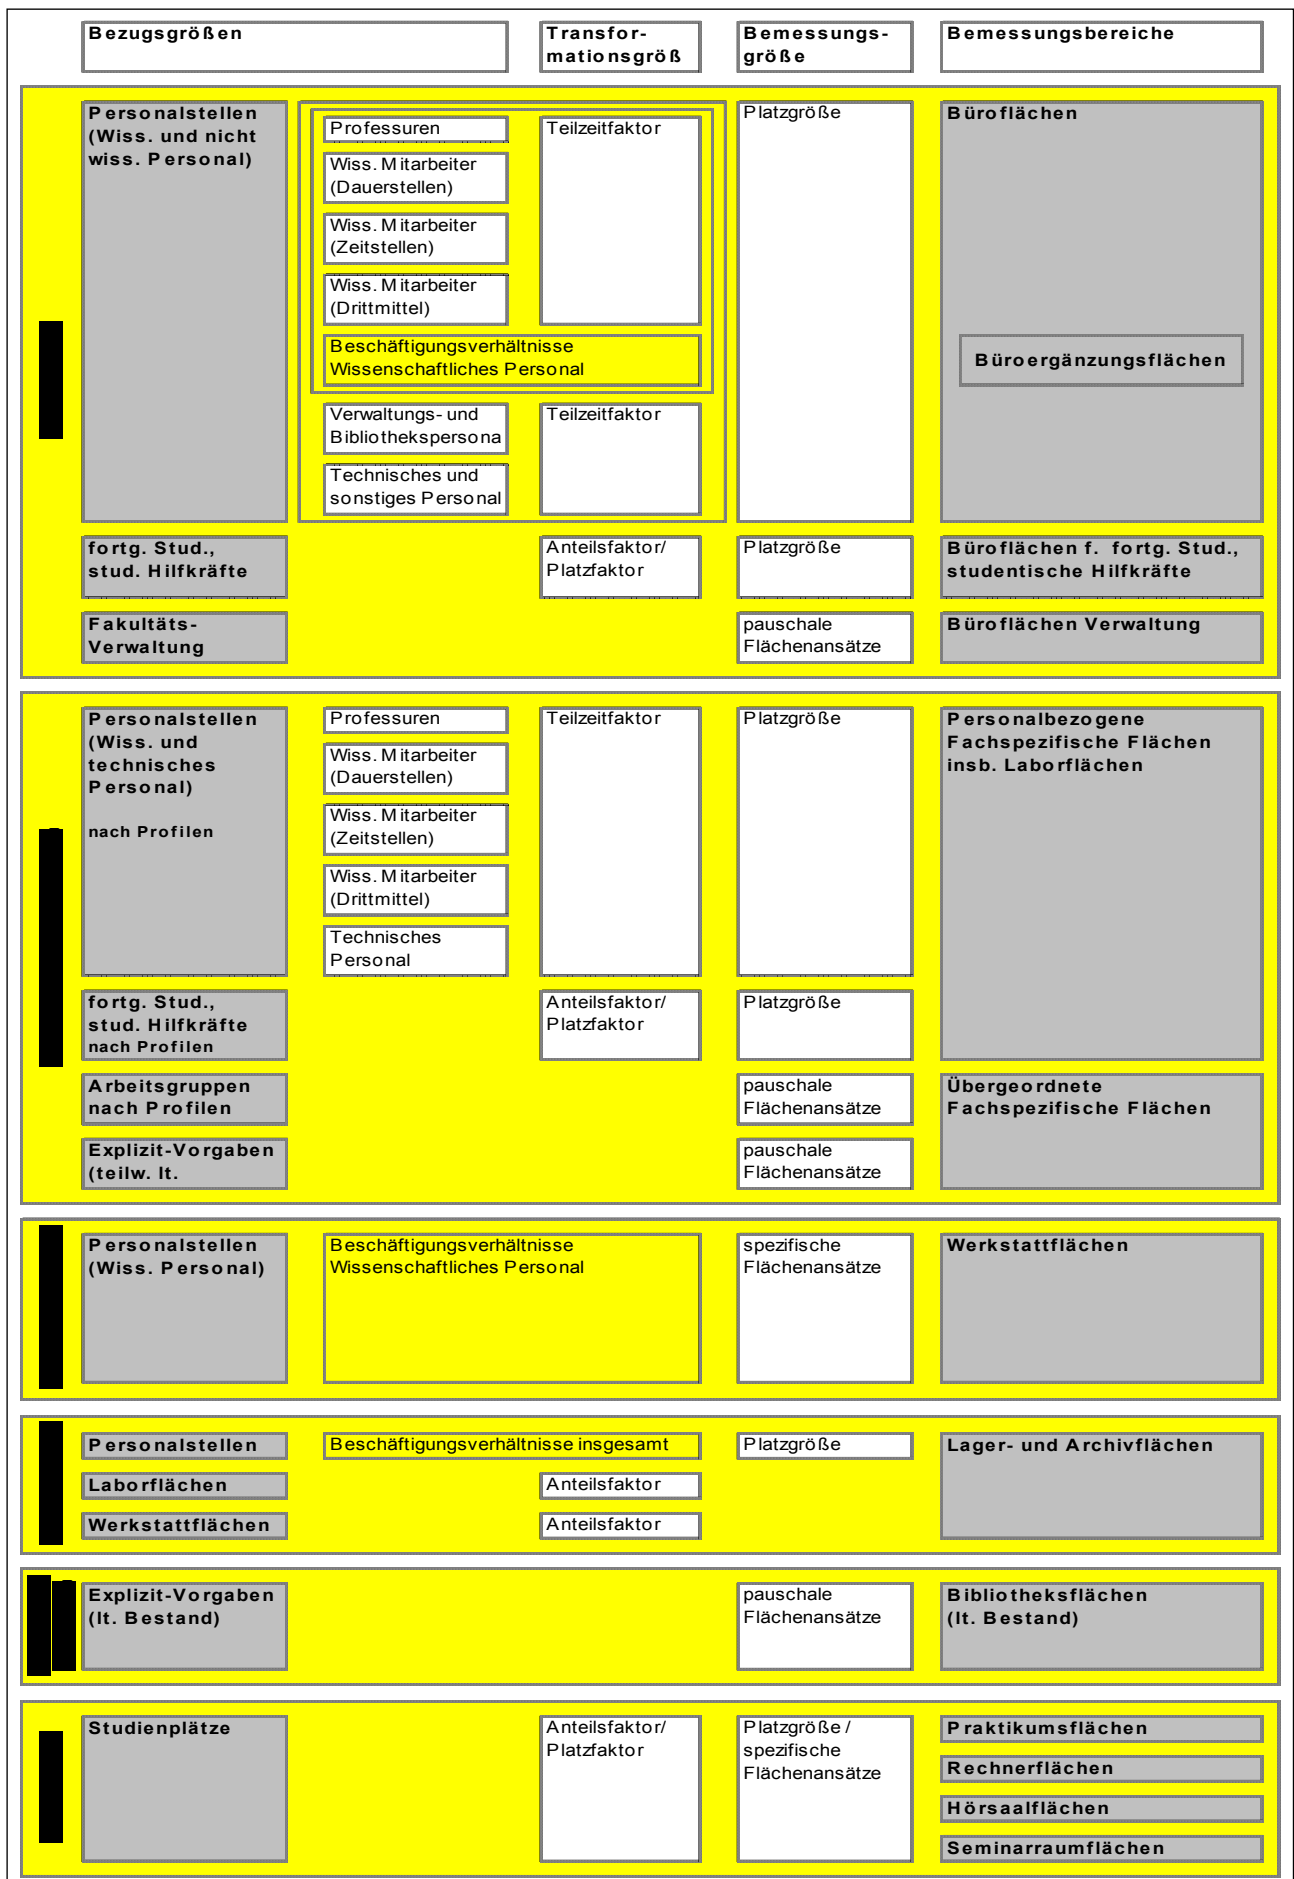 Bezugsgrößen
Transfor-
mationsgröß
Bemessungs-
größe
Bemessungsbereiche
Personalstellen
(Wiss. und nicht
wiss. Personal)
Professuren
Wiss. Mitarbeiter
(Dauerstellen)
Wiss. Mitarbeiter
(Zeitstellen)
Wiss. Mitarbeiter
(Drittmittel)
Teilzeitfaktor
Beschäftigungsverhältnisse
Wissenschaftliches Personal
Verwaltungs- und
Bibliothekspersona
Technisches und
sonstiges Personal
Teilzeitfaktor
Platzgröße
Büroflächen
Büroergänzungsflächen
fortg. Stud.,
stud. Hilfkräfte
Anteilsfaktor/
Platzfaktor
Platzgröße
Büroflächen f. fortg. Stud.,
studentische Hilfkräfte
Fakultäts-
Verwaltung
pauschale
Flächenansätze
Büroflächen Verwaltung
Personalstellen
(Wiss. und
technisches
Personal)
nach Profilen
Professuren
Wiss. Mitarbeiter
(Dauerstellen)
Wiss. Mitarbeiter
(Zeitstellen)
Wiss. Mitarbeiter
(Drittmittel)
Technisches
Personal
Teilzeitfaktor
Platzgröße
Personalbezogene
Fachspezifische Flächen
insb. Laborflächen
fortg. Stud.,
stud. Hilfkräfte
nach Profilen
Anteilsfaktor/
Platzfaktor
Platzgröße
Arbeitsgruppen
nach Profilen
pauschale
Flächenansätze
Übergeordnete
Fachspezifische Flächen
Explizit-Vorgaben
(teilw. lt.
pauschale
Flächenansätze
Personalstellen
(Wiss. Personal)
Beschäftigungsverhältnisse
Wissenschaftliches Personal
spezifische
Flächenansätze
Werkstattflächen
Personalstellen
Beschäftigungsverhältnisse insgesamt
Platzgröße
Lager- und Archivflächen
Laborflächen
Anteilsfaktor
Werkstattflächen
Anteilsfaktor
Explizit-Vorgaben
(lt. Bestand)
pauschale
Flächenansätze
Bibliotheksflächen
(lt. Bestand)
Studienplätze
Anteilsfaktor/
Platzfaktor
Platzgröße /
spezifische
Flächenansätze
Praktikumsflächen
Rechnerflächen
Hörsaalflächen
Seminarraumflächen